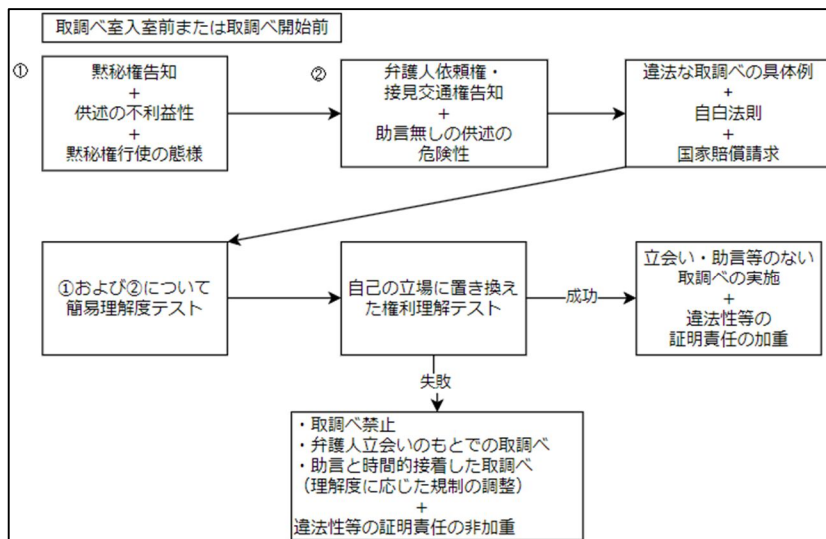 取調べ室入室前または取調べ開始前
①
黙秘権告知
+
供述の不利益性
+
黙秘権行使の態様
②
弁護人依頼権・
接見交通権告知
+
助言無しの供述の
危険性
違法な取調べの具体例
+
自白法則
+
国家賠償請求
①および②について
簡易理解度テスト
自己の立場に置き換え
た権利理解テスト
成功
立会い・助言等のない
取調べの実施
+
違法性等の
証明責任の加重
失敗
・取調べ禁止
・弁護人立会いのもとでの取調べ
・助言と時間的接着した取調べ
（理解度に応じた規制の調整）
+
違法性等の証明責任の非加重